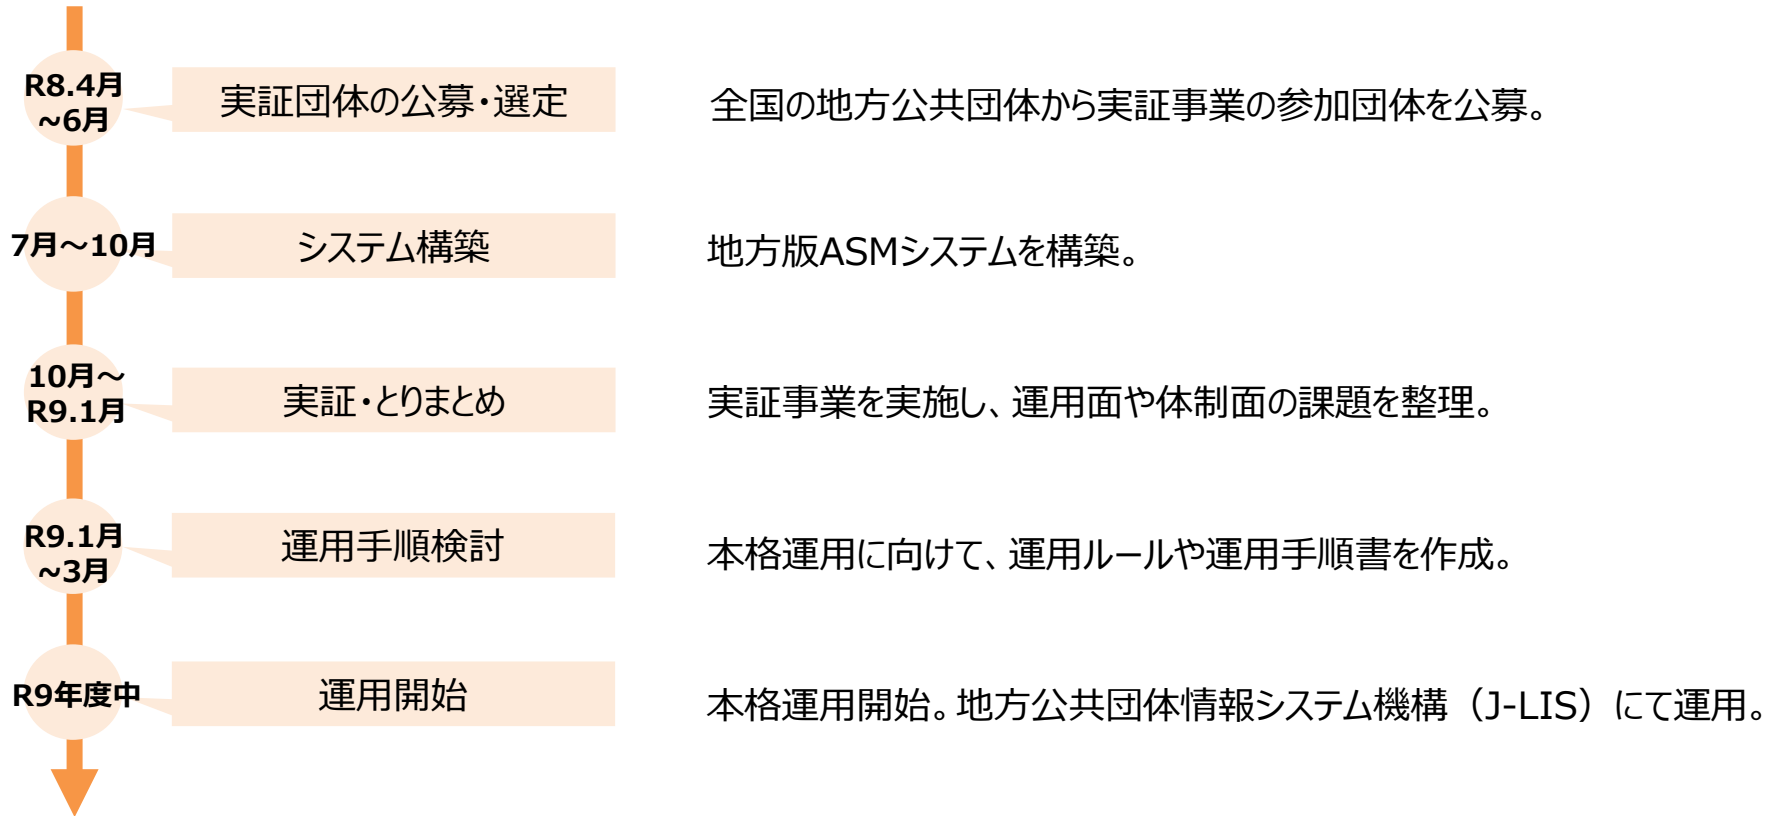 R8.4月
~6月
実証団体の公募・選定
全国の地方公共団体から実証事業の参加団体を公募。
7月～10月
システム構築
地方版ASMシステムを構築。
10月～
R9.1月
実証・とりまとめ
実証事業を実施し、運用面や体制面の課題を整理。
R9.1月
~3月
運用手順検討
本格運用に向けて、運用ルールや運用手順書を作成。
R9年度中
運用開始
本格運用開始。地方公共団体情報システム機構（J-LIS）にて運用。